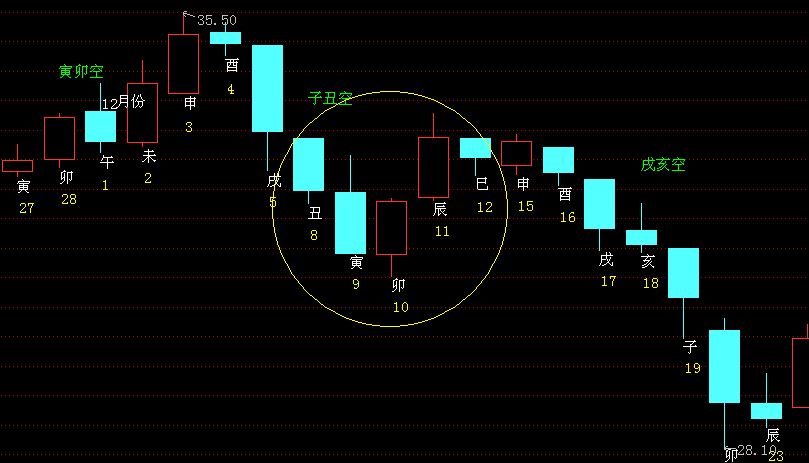 35.50
寅卯空
12月份
子丑空
戌亥空
寅
27
卯
28
午
1
未
2
申
3
酉
4
戌
5
丑
8
寅
9
卯
10
辰
11
巳
12
申
15
酉
16
戌
17
亥
18
子
19
卯
28.10
辰
23